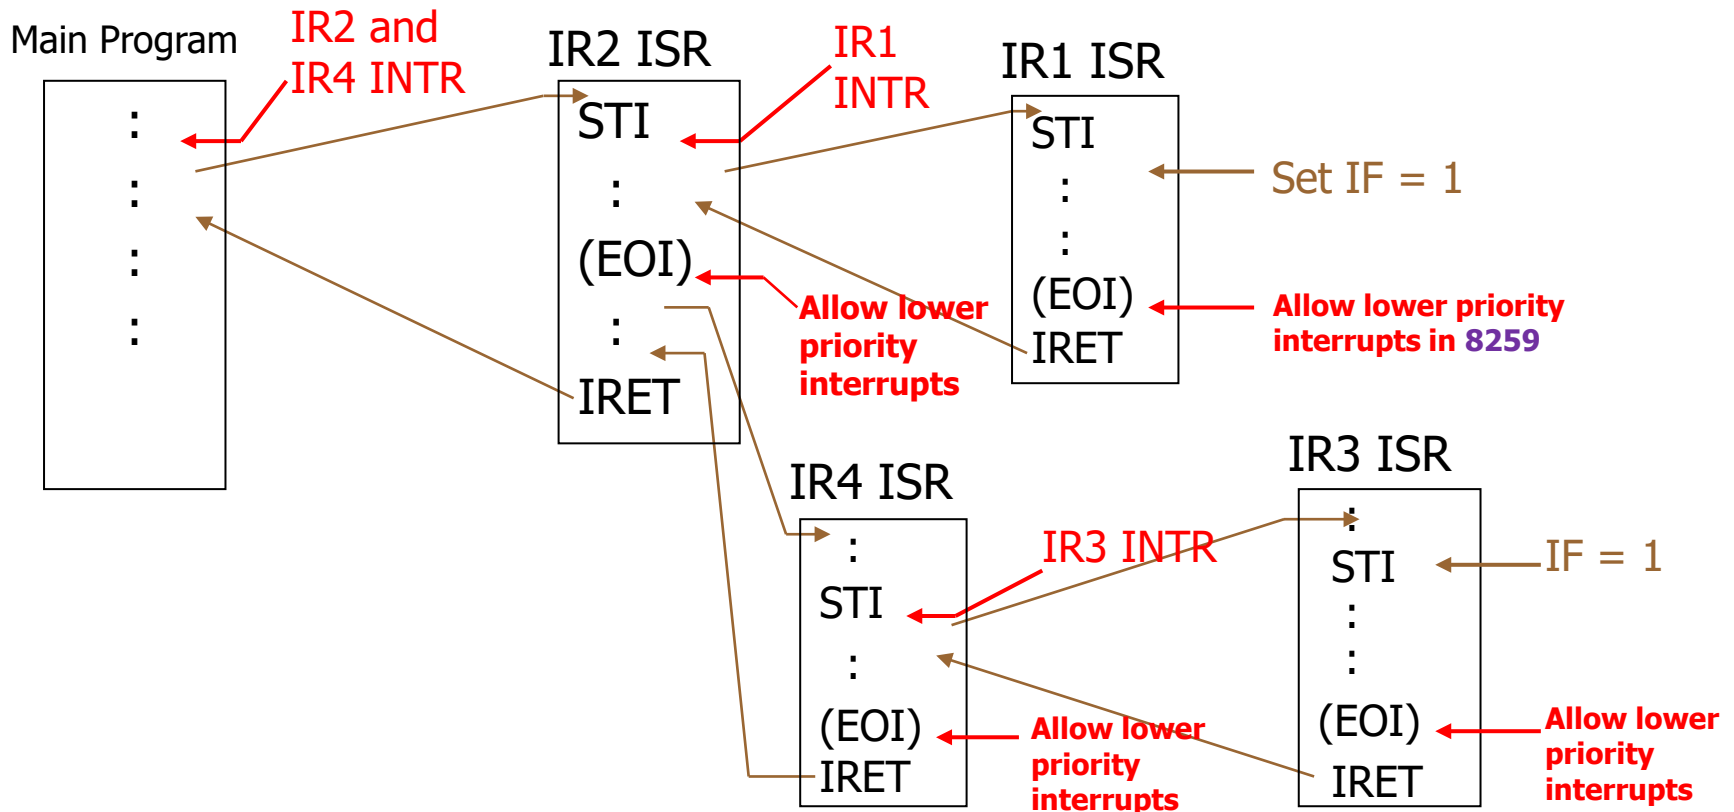 Main Program
:
:
:
:
IR2 and
IR4 INTR
IR2 ISR
STI
:
(EOI)
:
IRET
IR1
INTR
Allow lower
priority
interrupts
IR1 ISR
STI
:
:
(EOI)
IRET
Set IF = 1
Allow lower priority
interrupts in 8259
IR4 ISR
:
STI
:
(EOI)
IRET
IR3 INTR
Allow lower
priority
interrupts
IR3 ISR
:
STI
:
:
(EOI)
IRET
IF = 1
Allow lower
priority
interrupts